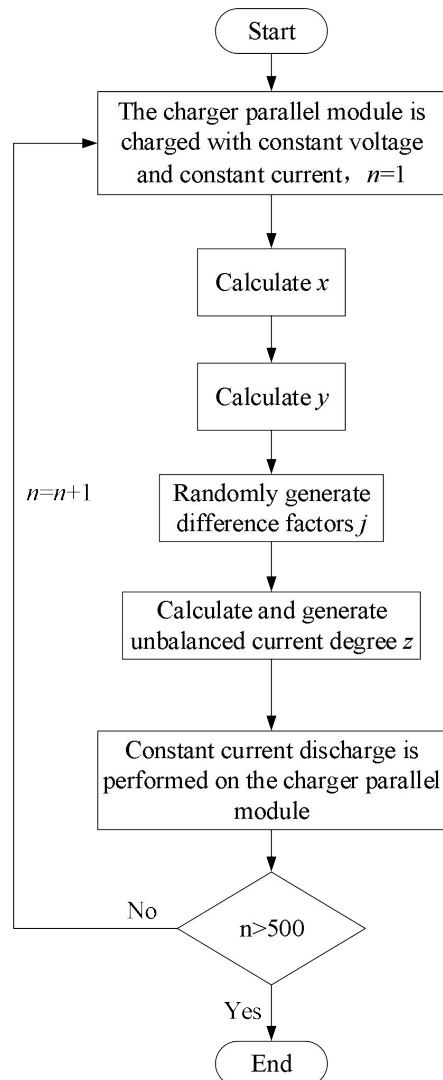 Start
The charger parallel module is
charged with constant voltage
and constant current，n=1
Calculate x
Calculate y
n=n+1
Randomly generate
difference factors j
Calculate and generate
unbalanced current degree z
Constant current discharge is
performed on the charger parallel
module
No
n>500
Yes
End